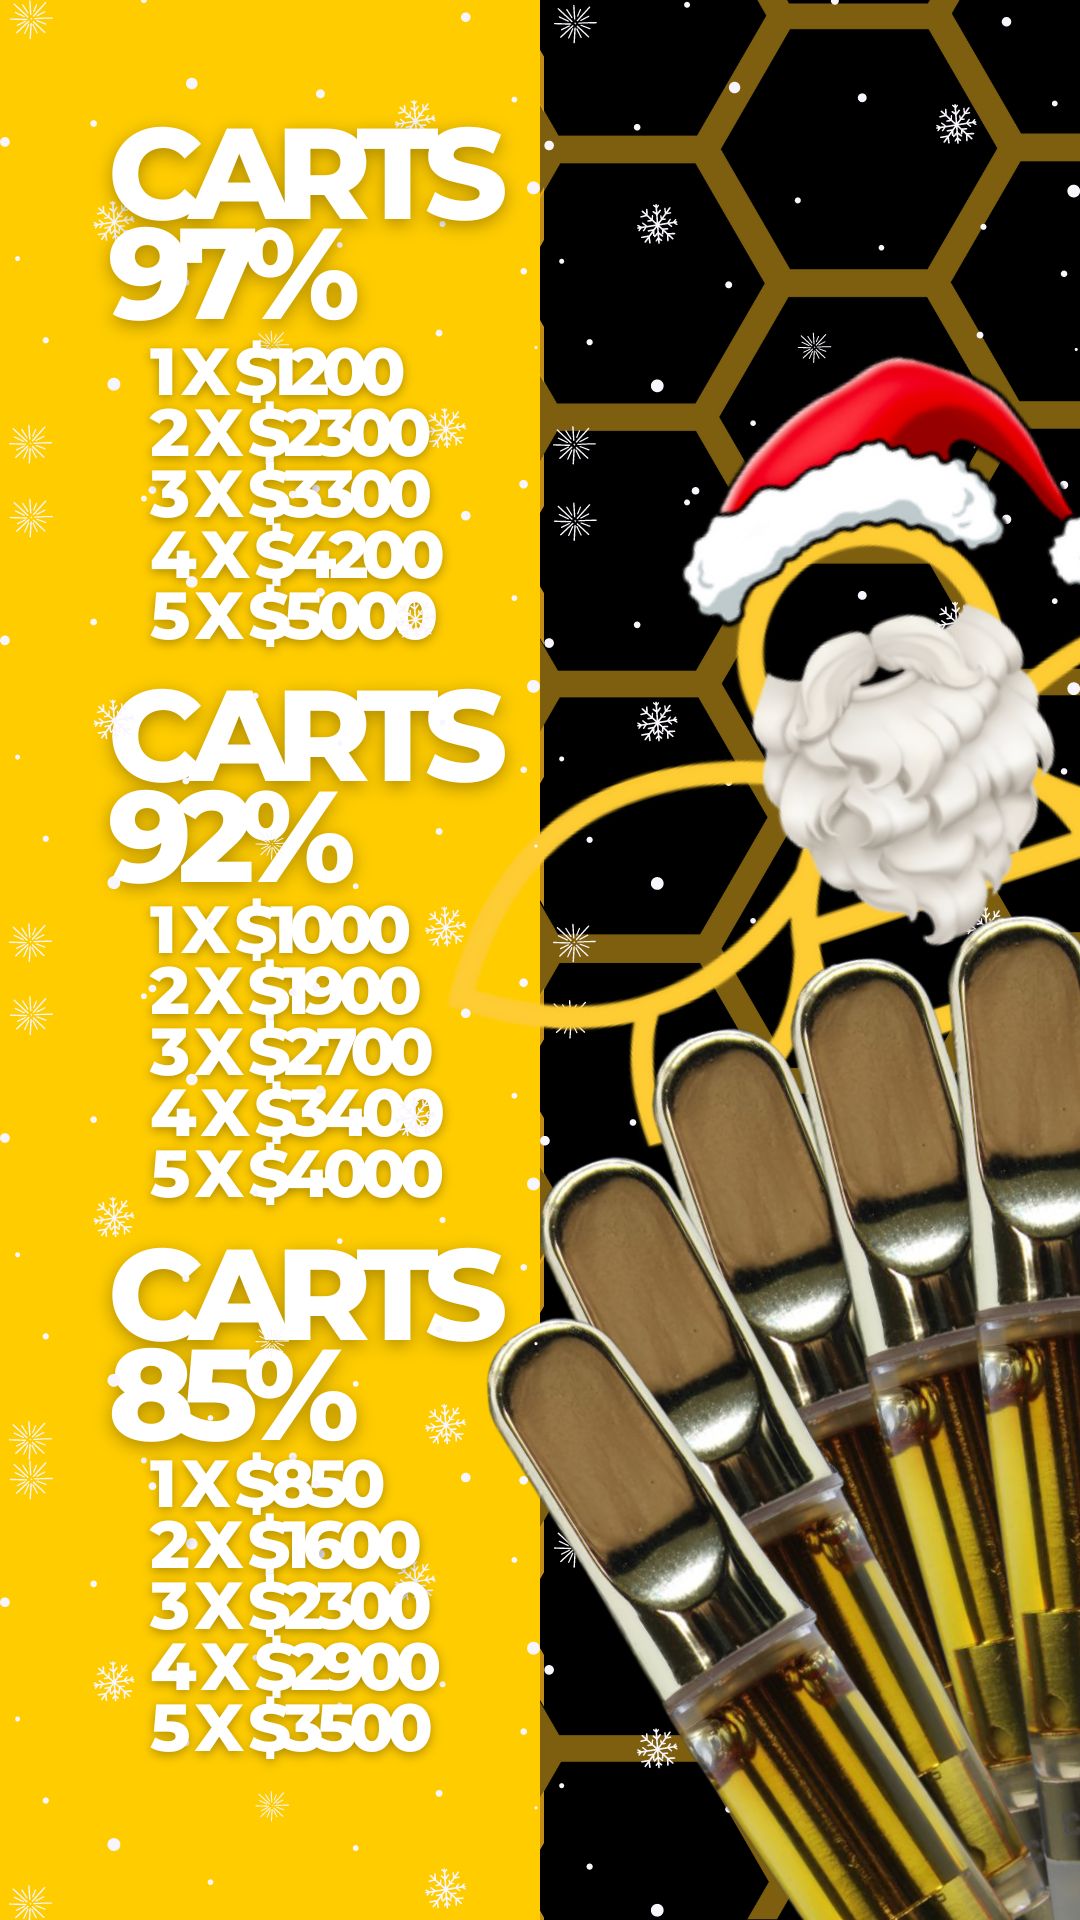 CARTS
97%
1 X $1200
2 X $2300
3 X $3300
4 X $4200
5 X $5000
CARTS
92%
1 X $1000
2 X $1900
3 X $2700
4 X $3400
5 X $4000
CARTS
85%
1 X $850
2 X $1600
3 X $2300
4 X $2900
5 X $3500